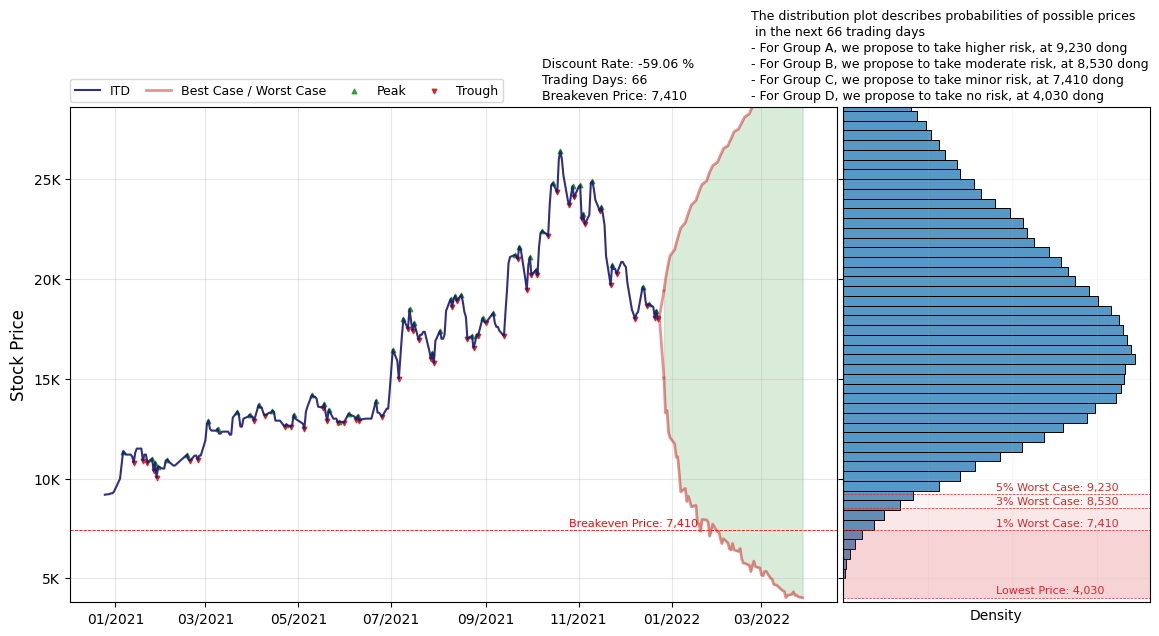 The distribution plot describes probabilities of possible prices
in the next 66 trading days
- For Group A, we propose to take higher risk, at 9,230 dong
- For Group B, we propose to take moderate risk, at 8,530 dong
- For Group C, we propose to take minor risk, at 7,410 dong
- For Group D, we propose to take no risk, at 4,030 dong
Discount Rate: -59.06 %
Trading Days: 66
Breakeven Price: 7,410
ITD
Best Case / Worst Case
Peak
Trough
Stock Price
25K
20K
15K
10K
5K
Breakeven Price: 7,410
5% Worst Case: 9,230
3% Worst Case: 8,530
1% Worst Case: 7,410
Lowest Price: 4,030
01/2021
03/2021
05/2021
07/2021
09/2021
11/2021
01/2022
03/2022
Density